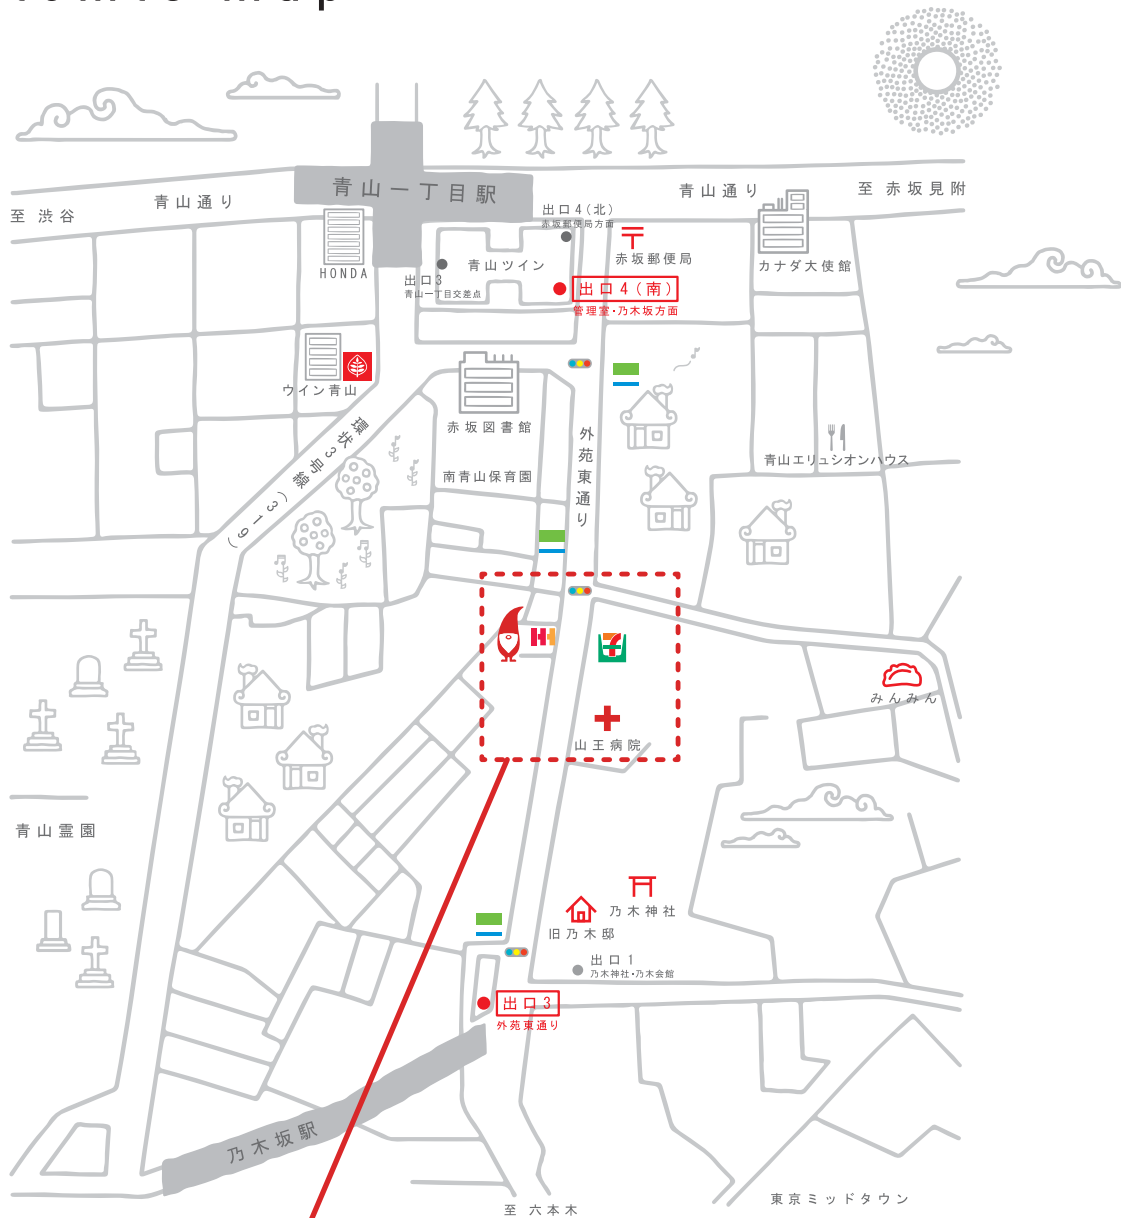 青山一丁目駅
青山通り
至 渋谷
青山通り
至 赤坂見附
出口4(北)
赤坂郵便局方面
赤坂郵便局
カナダ大使館
HONDA
出口3
青山一丁目交差点
青山ツイン
出口4(南)
管理室・乃木坂方面
ウイン青山
赤坂図書館
環状3号線(319)
南青山保育園
外苑東通り
青山エリュシオンハウス
みんみん
山王病院
青山霊園
乃木神社
旧乃木邸
出口1
乃木神社・乃木会館
出口3
外苑東通り
乃木坂駅
至 六本木
東京ミッドタウン